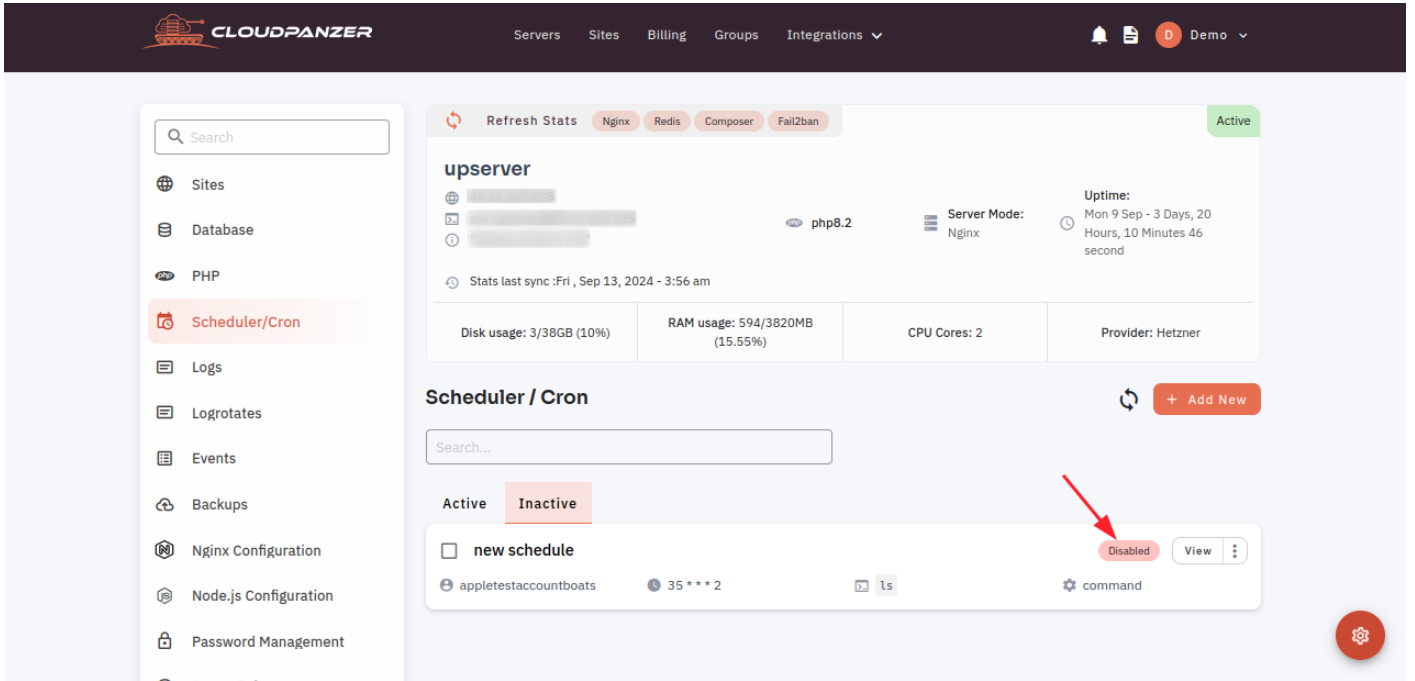 CLOUDPANZER
Servers Sites Billing Groups Integrations
D Demo
Search
Sites
Database
php PHP
Scheduler/Cron
Logs
Logrotates
Events
Backups
Nginx Configuration
Node.js Configuration
Password Management
Refresh Stats Nginx Redis Composer Fail2ban
Active
upserver
php php8.2
Server Mode:
Nginx
Uptime:
Mon 9 Sep - 3 Days, 20
Hours, 10 Minutes 46
second
Stats last sync :Fri , Sep 13, 2024 - 3:56 am
Disk usage: 3/38GB (10%)
RAM usage: 594/3820MB
(15.55%)
CPU Cores: 2
Provider: Hetzner
Scheduler / Cron
+ Add New
Search...
Active Inactive
new schedule
Disabled View
appletestaccountboats 35 * * * 2 ls command